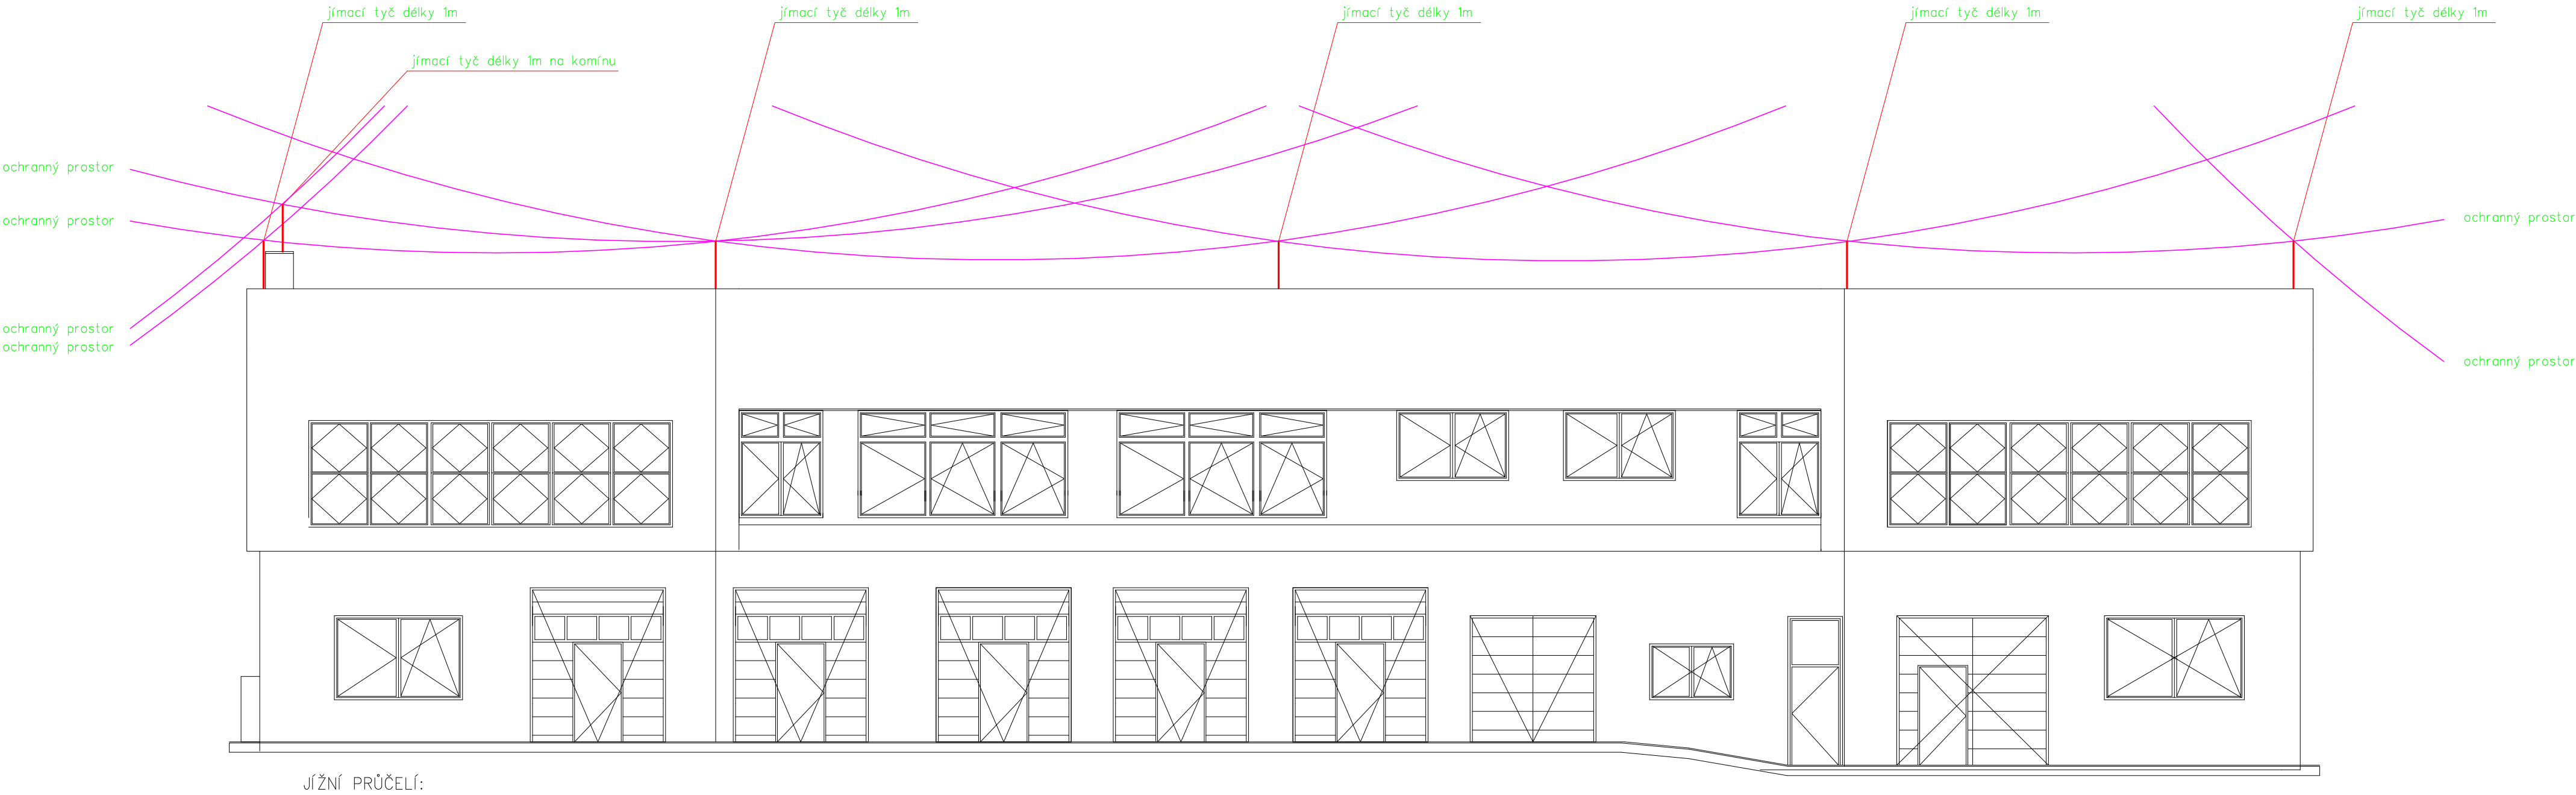 jímací tyč délky 1m
jímací tyč délky 1m
jímací tyč délky 1m
jímací tyč délky 1m
jímací tyč délky 1m
jímací tyč délky 1m na komínu
ochranný prostor
ochranný prostor
ochranný prostor
ochranný prostor
ochranný prostor
ochranný prostor
JÍŽNÍ PRŮČELÍ: